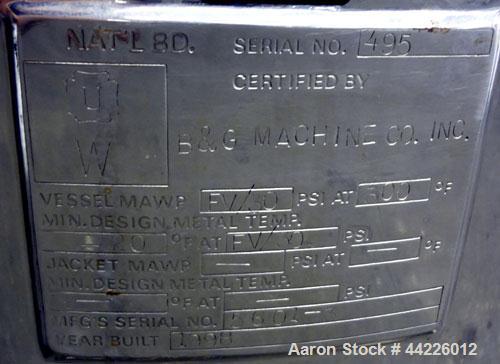 NAT'L BD. SERIAL NO. 495
CERTIFIED BY
U
W
B&G MACHINE CO. INC.
VESSEL MAWP FV/40 PSI AT 300 °F
MIN. DESIGN METAL TEMP.
-20 °F AT FV/40 PSI
JACKET MAWP — PSI AT — °F
MIN. DESIGN METAL TEMP.
— °F AT — PSI
MFG'S SERIAL NO.
YEAR BUILT 1998
Aaron Stock # 44226012